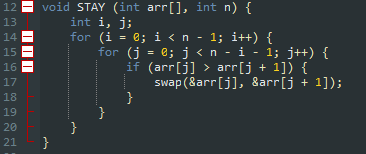 12 void STAY (int arr[], int n) {
13     int i, j;
14     for (i = 0; i < n - 1; i++) {
15         for (j = 0; j < n - i - 1; j++) {
16             if (arr[j] > arr[j + 1]) {
17                 swap(&arr[j], &arr[j + 1]);
18             }
19         }
20     }
21 }